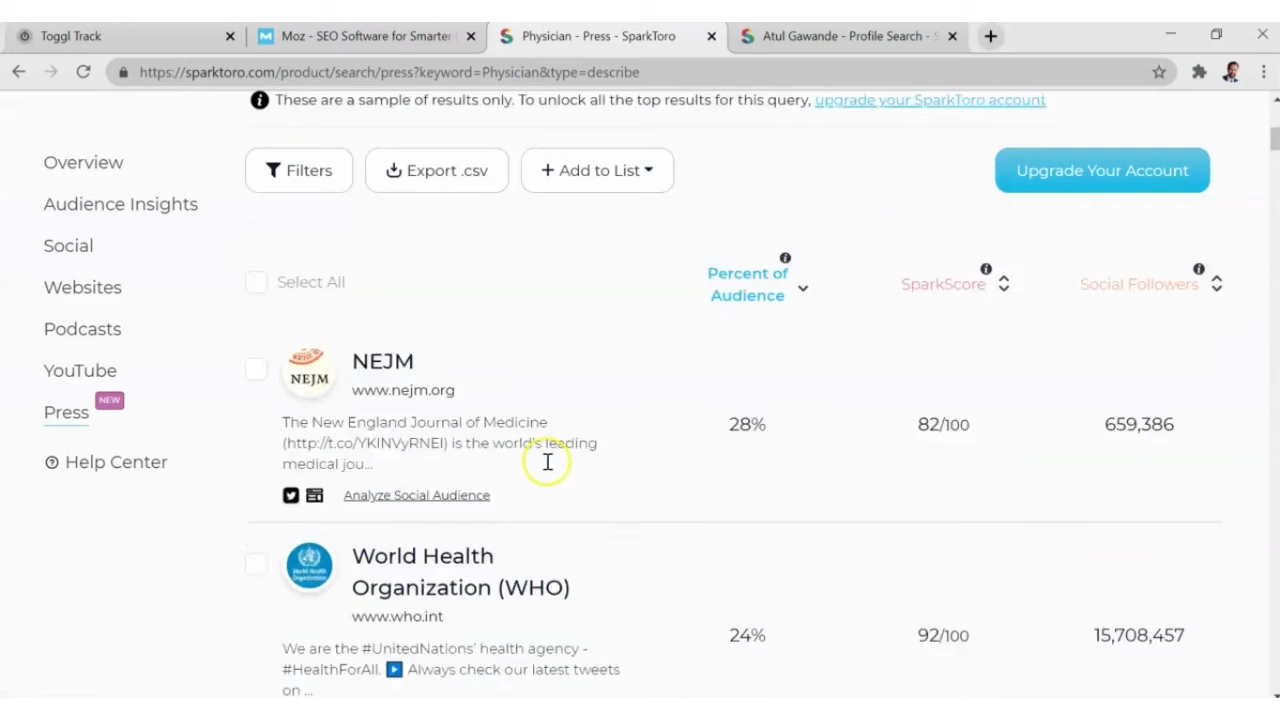 Toggl Track
Moz - SEO Software for Smarter
Physician - Press - SparkToro
Atul Gawande - Profile Search - S
https://sparktoro.com/product/search/press?keyword=Physician&type=describe
These are a sample of results only. To unlock all the top results for this query, upgrade your SparkToro account
Overview
Audience Insights
Social
Websites
Podcasts
YouTube
Press NEW
Help Center
Filters Export .csv + Add to List Upgrade Your Account
Select All
Percent of
Audience
SparkScore
Social Followers
NEJM
NEJM
www.nejm.org
The New England Journal of Medicine
(http://t.co/YKINVyRNEI) is the world's leading
medical jou...
28% 82/100 659,386
Analyze Social Audience
World Health
Organization (WHO)
www.who.int
We are the #UnitedNations' health agency -
#HealthForAll. ▶ Always check our latest tweets
on ...
24% 92/100 15,708,457